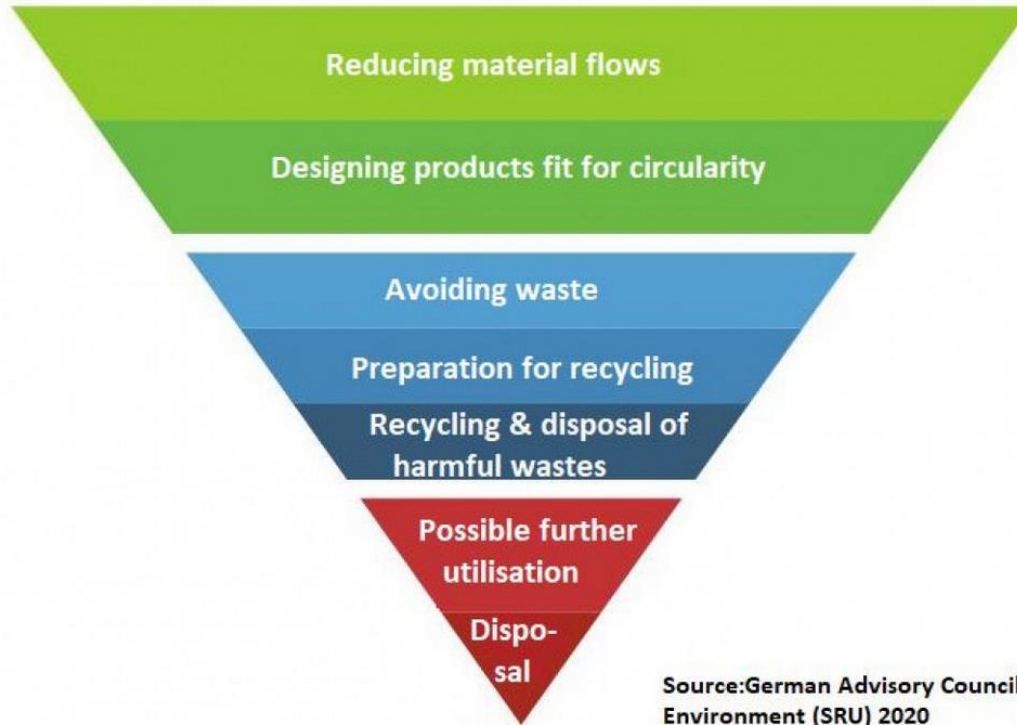 Reducing material flows
Designing products fit for circularity
Avoiding waste
Preparation for recycling
Recycling & disposal of
harmful wastes
Possible further
utilisation
Dispo-
sal
Source:German Advisory Council
Environment (SRU) 2020